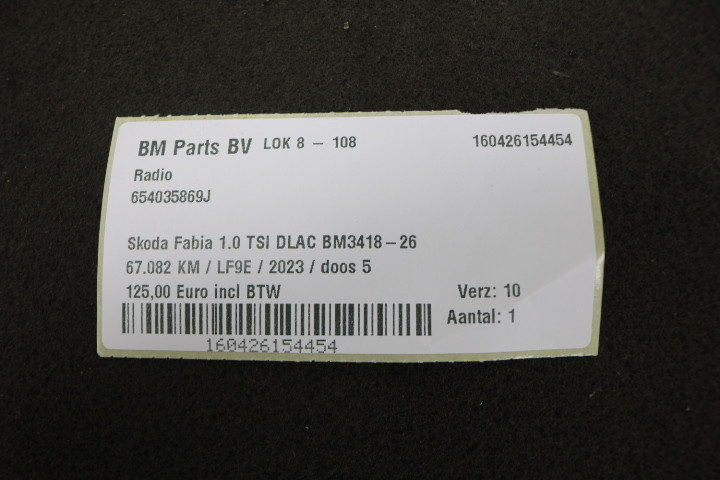 BM Parts BV LOK 8 - 108 160426154454
Radio
654035869J
Skoda Fabia 1.0 TSI DLAC BM3418-26
67.082 KM / LF9E / 2023 / doos 5
125,00 Euro incl BTW Verz: 10
Aantal: 1
160426154454